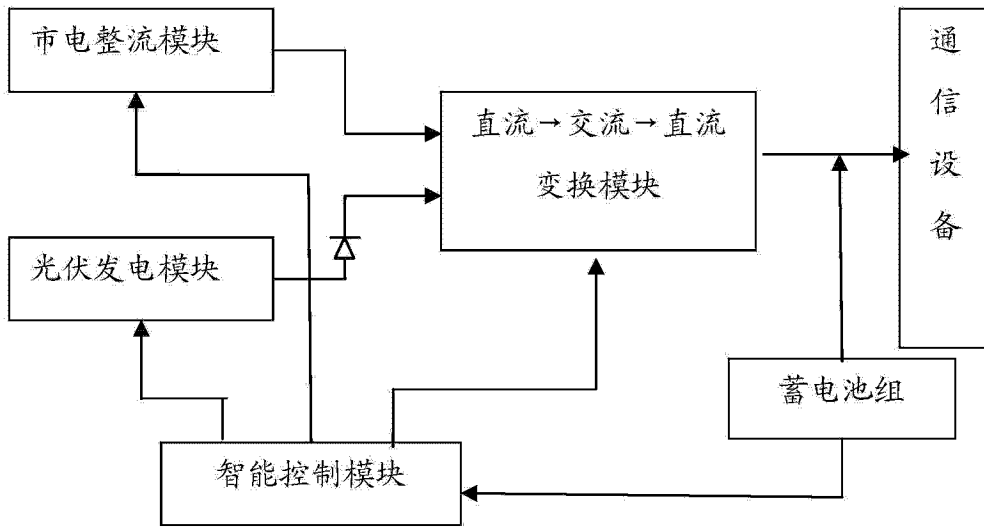 市电整流模块
直流→交流→直流
变换模块
通信设备
光伏发电模块
蓄电池组
智能控制模块